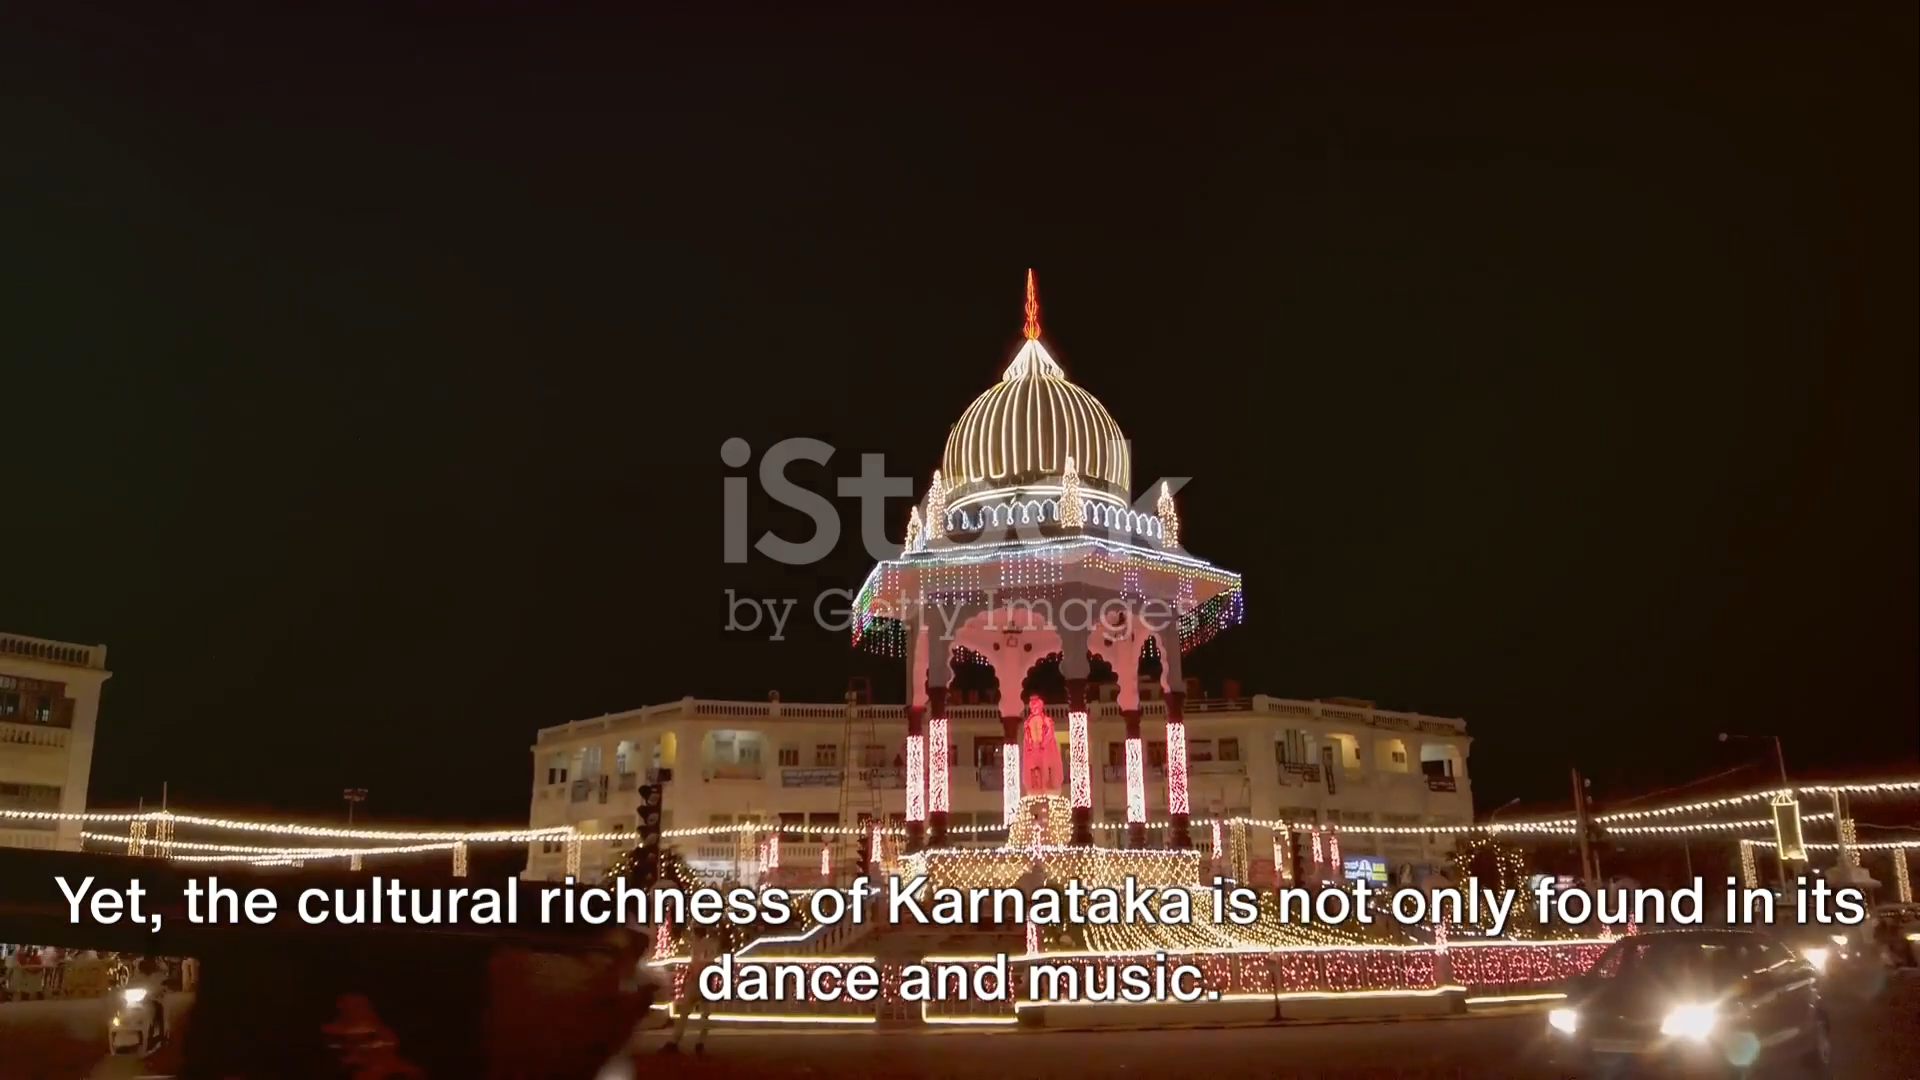 iStock
by Getty Images
Yet, the cultural richness of Karnataka is not only found in its
dance and music.